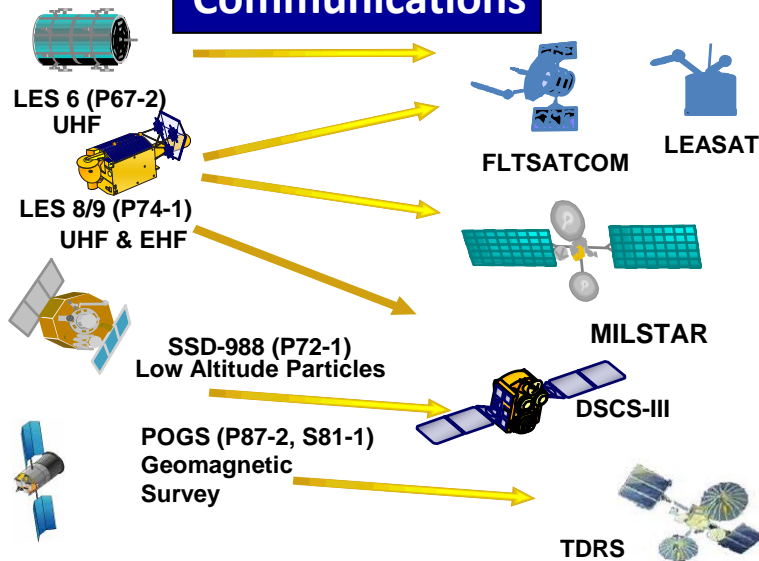 Communications
LES 6 (P67-2)
UHF
FLTSATCOM
LEASAT
LES 8/9 (P74-1)
UHF & EHF
MILSTAR
SSD-988 (P72-1)
Low Altitude Particles
DSCS-III
POGS (P87-2, S81-1)
Geomagnetic
Survey
TDRS